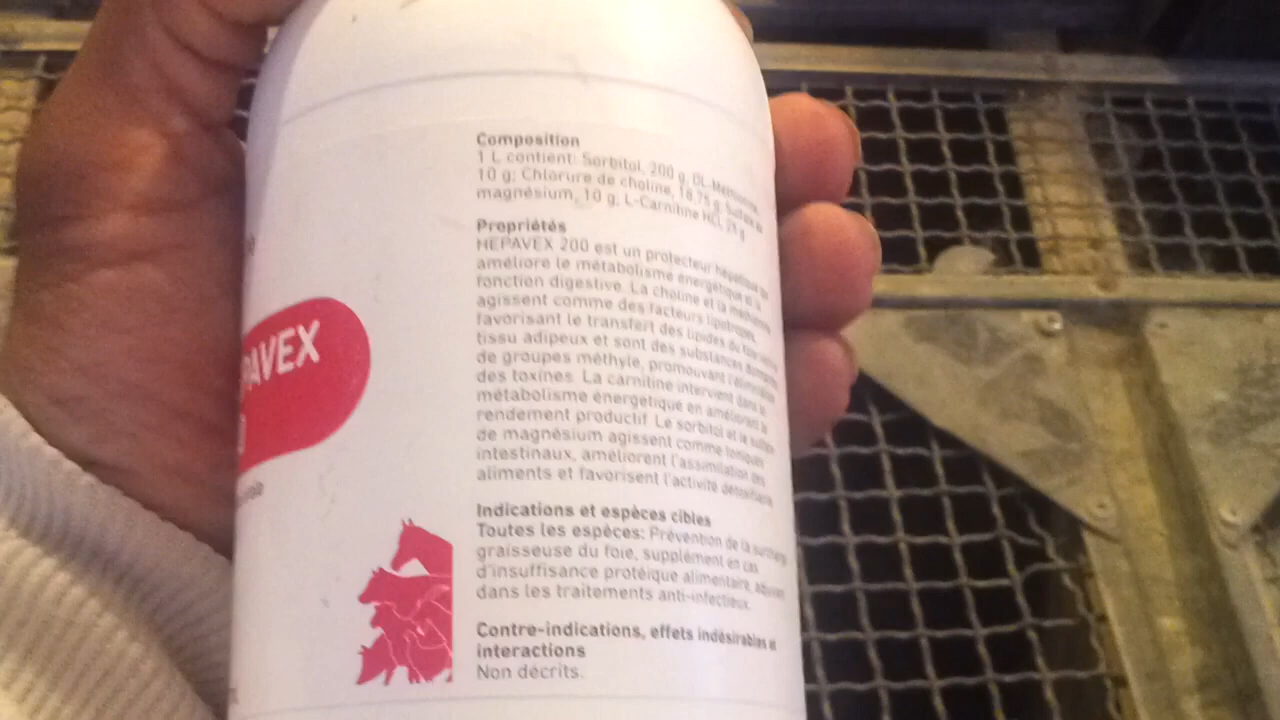 PAVEX
Composition
1 L contient: Sorbitol, 200 g, DL-Méthionine,
10 g; Chlorure de choline, 18,75 g; Sulfate de
magnésium, 10 g; L-Carnitine HCl, 25 g
Propriétés
HEPAVEX 200 est un protecteur hépatique qui
améliore le métabolisme énergétique et la
fonction digestive. La choline et la méthionine
agissent comme des facteurs lipotropes,
favorisant le transfert des lipides du foie
tissu adipeux et sont des substances
de groupes méthyle, promouvant l'élimination
des toxines. La carnitine intervient dans le
métabolisme énergétique en améliorant le
rendement productif. Le sorbitol et le sulfate
de magnésium agissent comme toniques
intestinaux, améliorent l'assimilation des
aliments et favorisent l'activité détoxifiante
Indications et espèces cibles
Toutes les espèces: Prévention de la surcharge
graisseuse du foie, supplément en cas
d'insuffisance protéique alimentaire,
dans les traitements anti-infectieux.
Contre-indications, effets indésirables et
interactions
Non décrits.